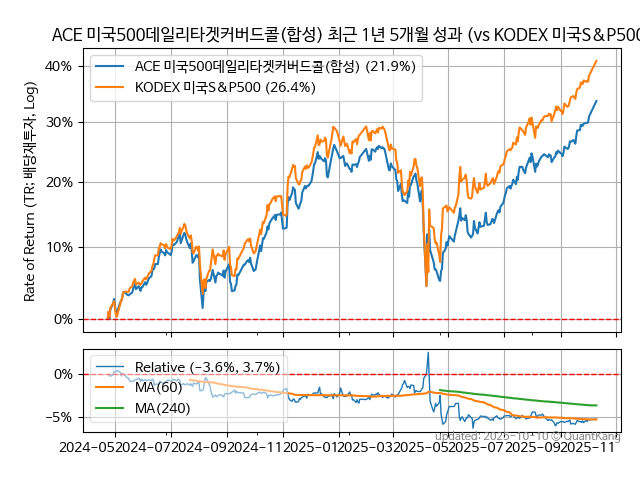 ACE 미국500데일리타겟커버드콜(합성) 최근 1년 5개월 성과 (vs KODEX 미국S&P500
Rate of Return (TR: 배당재투자, Log)
40%
30%
20%
10%
0%
ACE 미국500데일리타겟커버드콜(합성) (21.9%)
KODEX 미국S&P500 (26.4%)
0%
−5%
Relative (−3.6%, 3.7%)
MA(60)
MA(240)
updated: 2025-10-10 © QuantKang
2024-05 2024-07 2024-09 2024-11 2025-01 2025-03 2025-05 2025-07 2025-09 2025-11